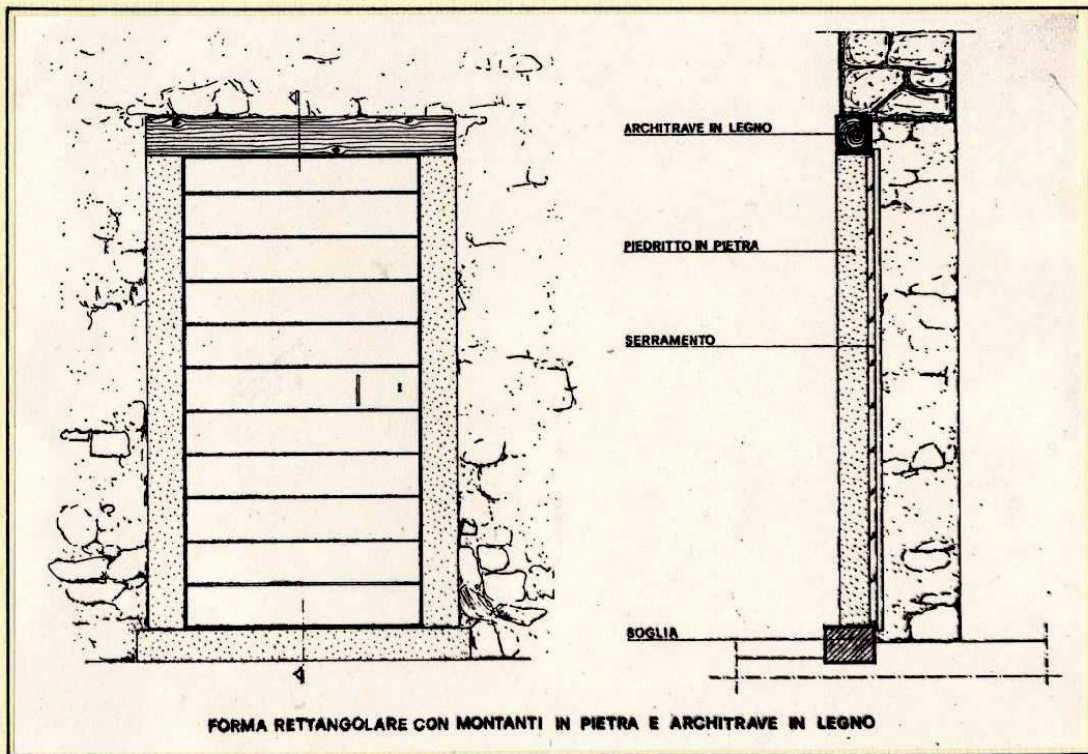 ARCHITRAVE IN LEGNO
PIEDRITTO IN PIETRA
SERRAMENTO
SOGLIA
FORMA RETTANGOLARE CON MONTANTI IN PIETRA E ARCHITRAVE IN LEGNO